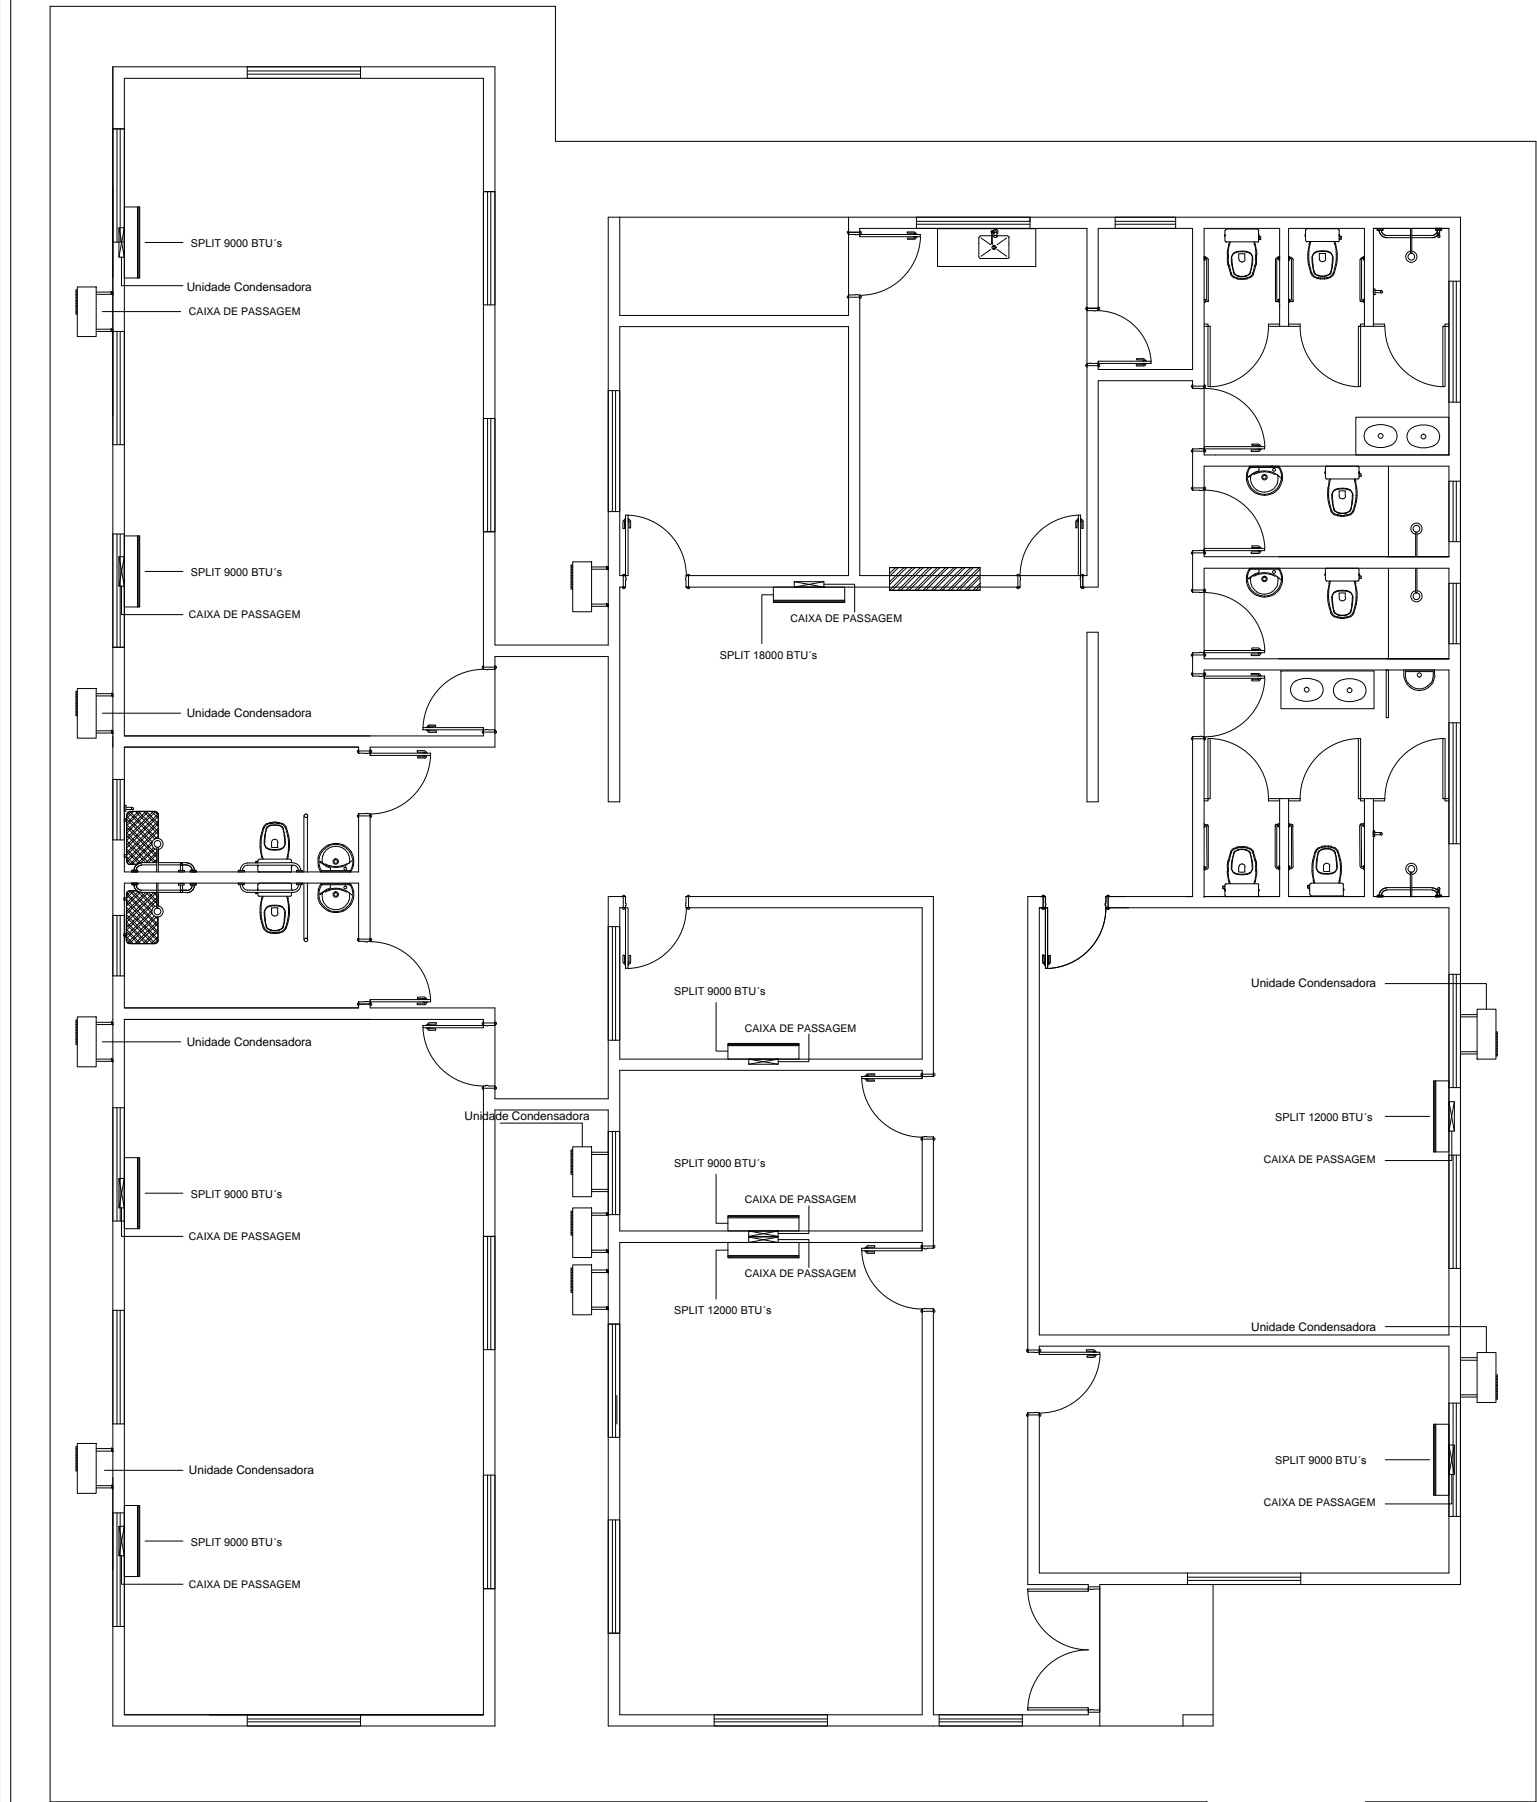 SPLIT 9000 BTU´s
Unidade Condensadora
CAIXA DE PASSAGEM
SPLIT 9000 BTU´s
CAIXA DE PASSAGEM
CAIXA DE PASSAGEM
SPLIT 18000 BTU´s
Unidade Condensadora
Unidade Condensadora
SPLIT 9000 BTU´s
CAIXA DE PASSAGEM
Unidade Condensadora
Unidade Condensadora
SPLIT 12000 BTU´s
CAIXA DE PASSAGEM
SPLIT 9000 BTU´s
CAIXA DE PASSAGEM
Unidade Condensadora
SPLIT 9000 BTU´s
CAIXA DE PASSAGEM
CAIXA DE PASSAGEM
SPLIT 12000 BTU´s
Unidade Condensadora
SPLIT 9000 BTU´s
CAIXA DE PASSAGEM
Unidade Condensadora
SPLIT 9000 BTU´s
CAIXA DE PASSAGEM